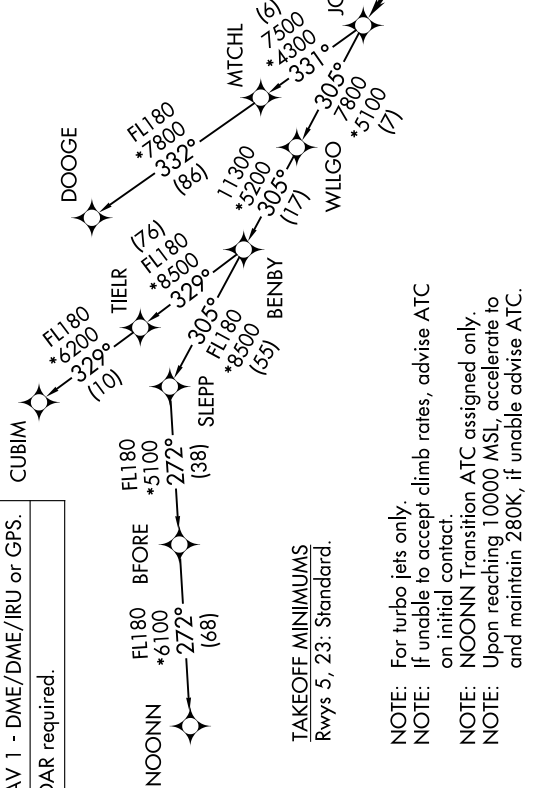 AV 1 - DME/DME/IRU or GPS.
DAR required.
NOONN
FL180
*6100
272°
(68)
BFORE
FL180
*5100
272°
(38)
SLEPP
CUBIM
FL180
*6200
329°
(10)
TIELR
(76)
FL180
*8500
329°
305°
FL180
*8500
(55)
BENBY
DOOGE
FL180
*7800
332°
(86)
MTCHL
11300
*5200
305°
(17)
WLLGO
(6)
7500
*4300
331°
305°
7800
*5100
(7)
JO
TAKEOFF MINIMUMS
Rwys 5, 23: Standard.
NOTE: For turbo jets only.
NOTE: If unable to accept climb rates, advise ATC
on initial contact.
NOTE: NOONN Transition ATC assigned only.
NOTE: Upon reaching 10000 MSL, accelerate to
and maintain 280K, if unable advise ATC.